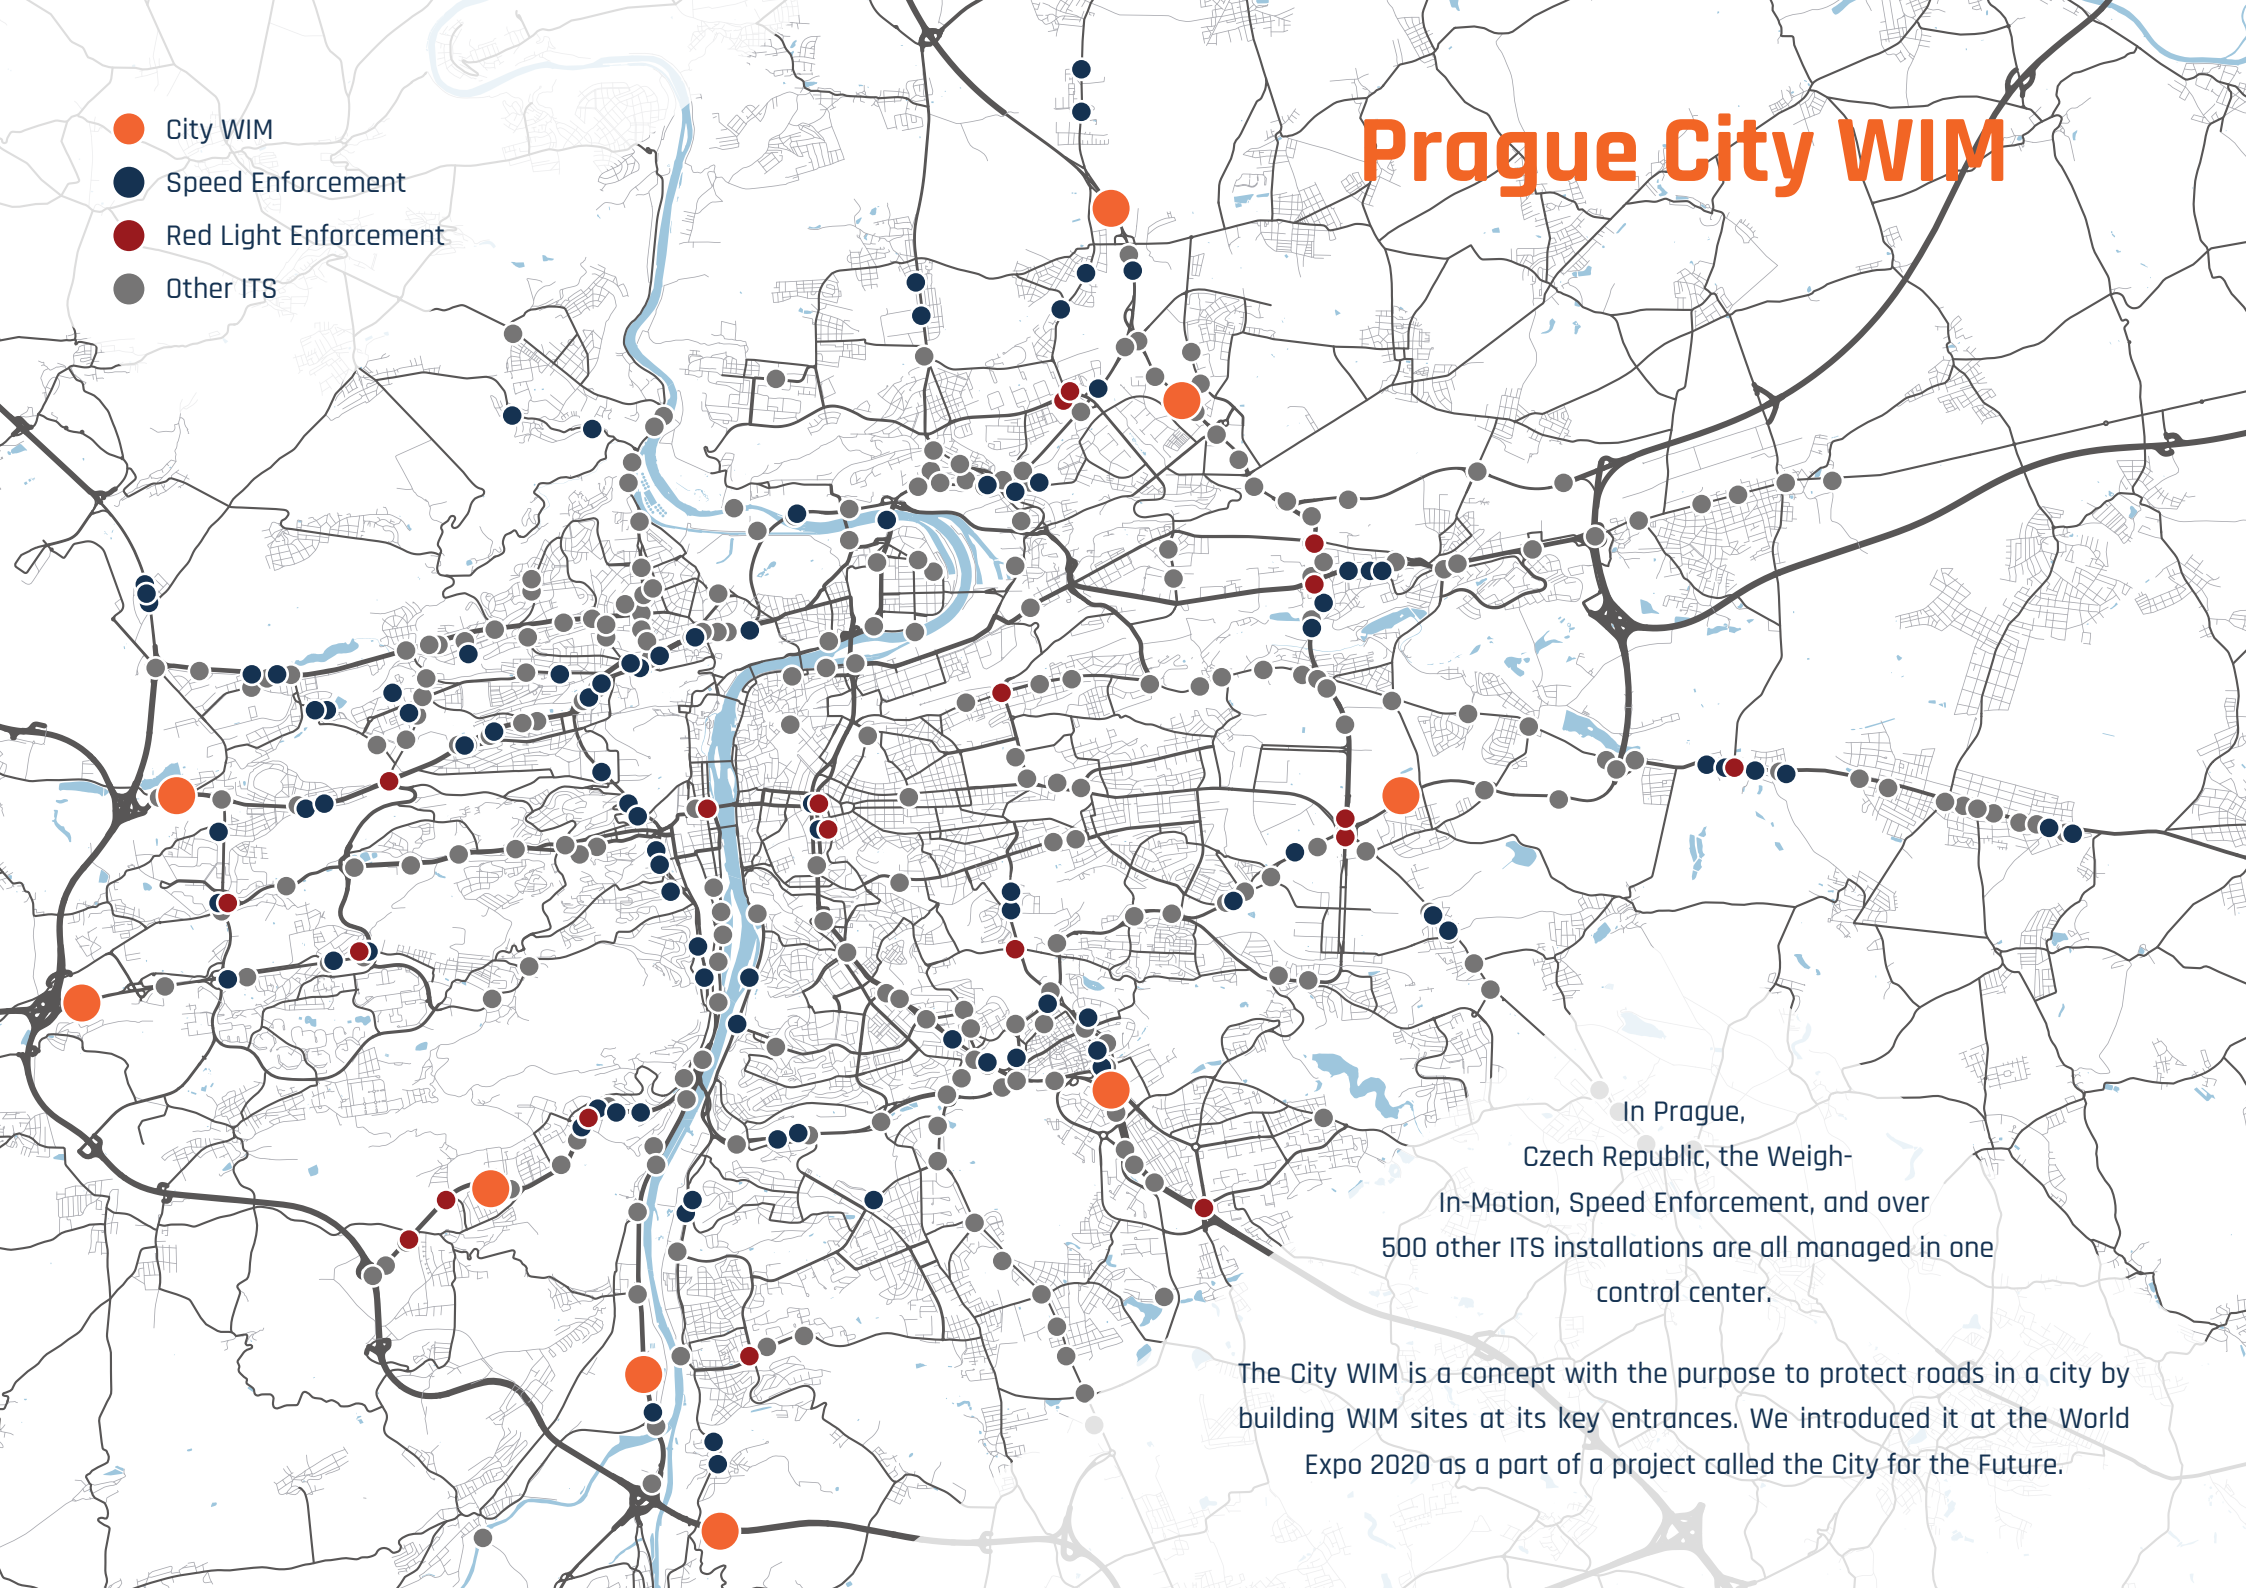 Prague City WIM
City WIM
Speed Enforcement
Red Light Enforcement
Other ITS
In Prague,
Czech Republic, the Weigh-
In-Motion, Speed Enforcement, and over
500 other ITS installations are all managed in one
control center.
The City WIM is a concept with the purpose to protect roads in a city by
building WIM sites at its key entrances. We introduced it at the World
Expo 2020 as a part of a project called the City for the Future.